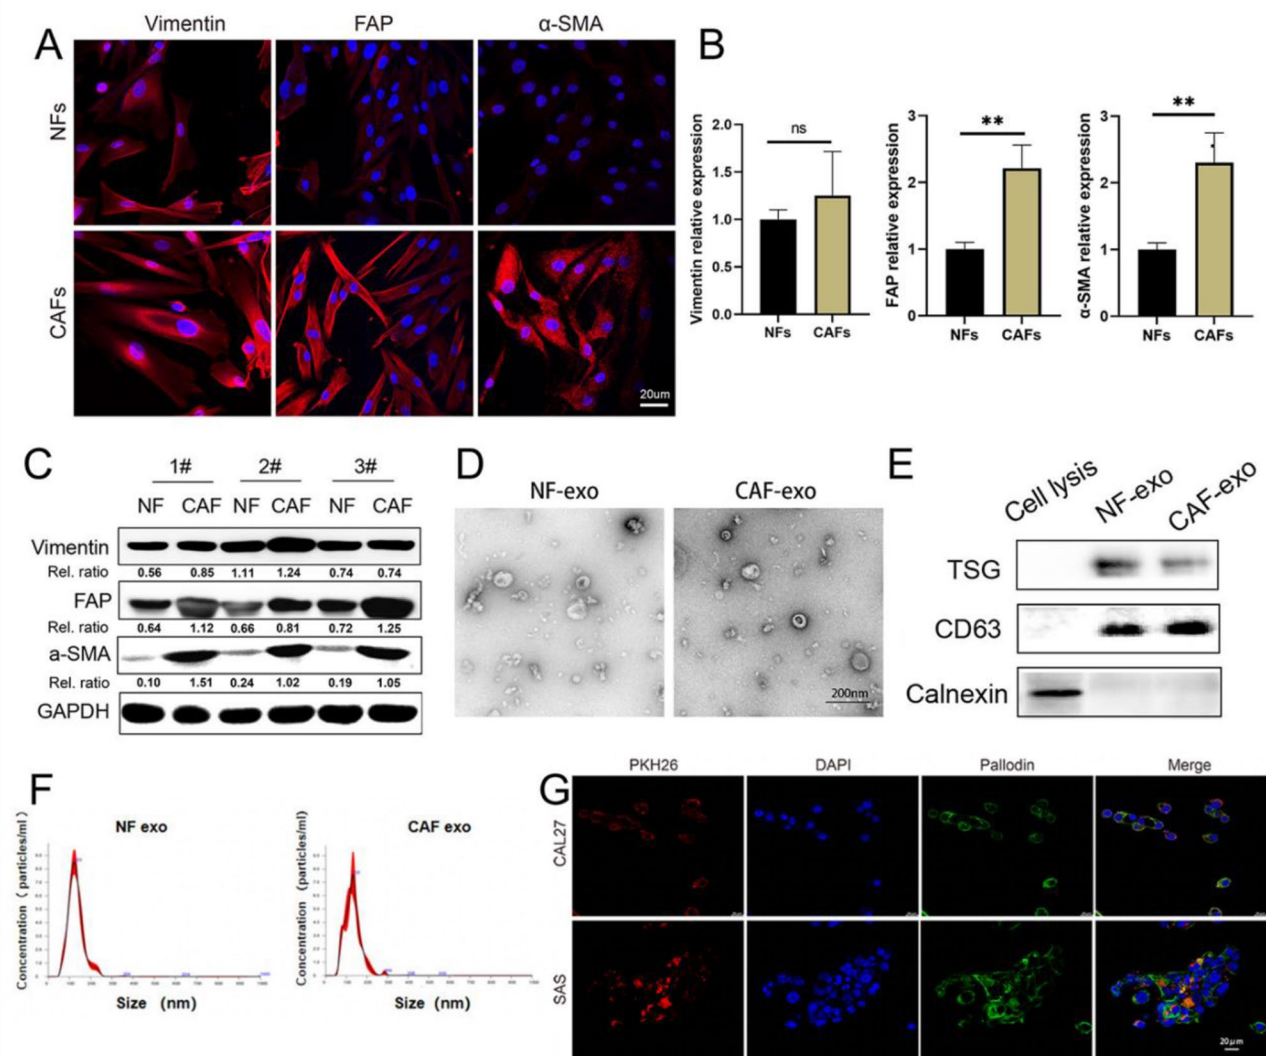 A
Vimentin FAP α-SMA
NFs
CAFs
20um
B
Vimentin relative expression
2.0
1.5
1.0
0.5
0.0
ns
NFs CAFs
FAP relative expression
3
2
1
0
**
NFs CAFs
α-SMA relative expression
3
2
1
0
**
NFs CAFs
C
1# 2# 3#
NF CAF NF CAF NF CAF
Vimentin
Rel. ratio 0.56 0.85 1.11 1.24 0.74 0.74
FAP
Rel. ratio 0.64 1.12 0.66 0.81 0.72 1.25
a-SMA
Rel. ratio 0.10 1.51 0.24 1.02 0.19 1.05
GAPDH
D
NF-exo CAF-exo
200nm
E
Cell lysis NF-exo CAF-exo
TSG
CD63
Calnexin
F
NF exo
Concentration (particles/ml)
Size (nm)
CAF exo
Concentration (particles/ml)
Size (nm)
G
PKH26 DAPI Pallodin Merge
CAL27
SAS
20μm